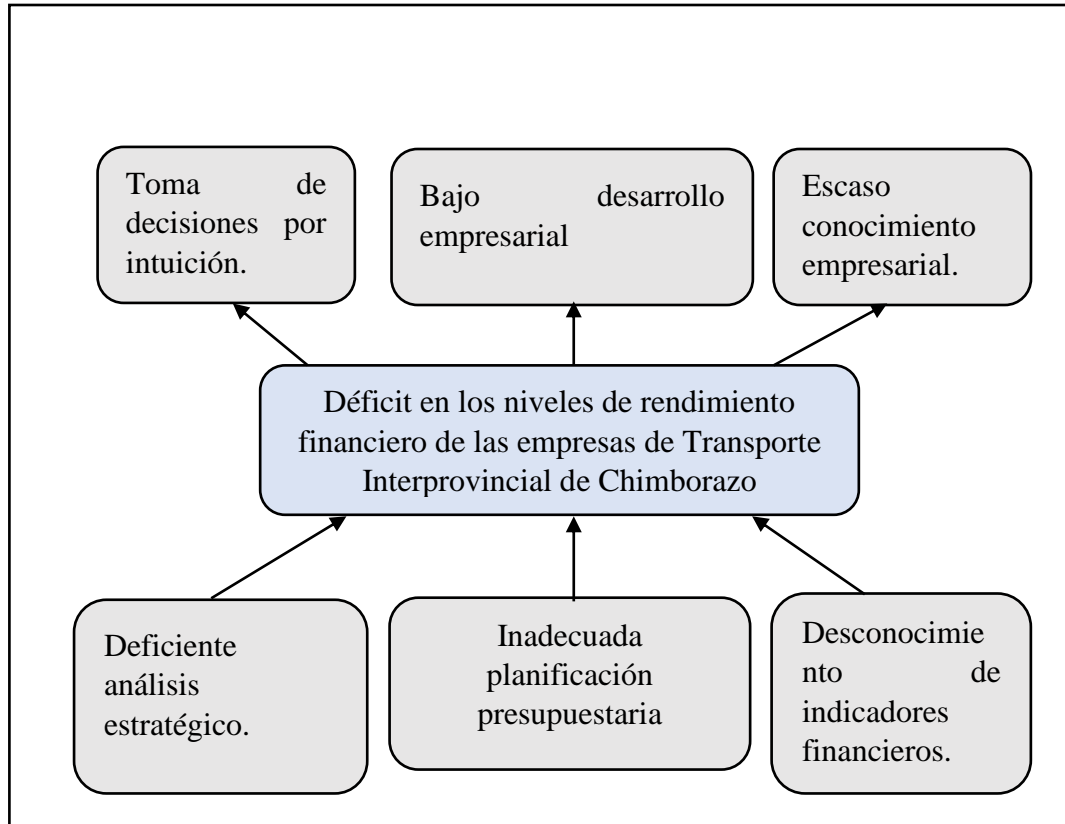 Toma de
decisiones por
intuición.
Bajo desarrollo
empresarial
Escaso
conocimiento
empresarial.
Déficit en los niveles de rendimiento
financiero de las empresas de Transporte
Interprovincial de Chimborazo
Deficiente
análisis
estratégico.
Inadecuada
planificación
presupuestaria
Desconocimie
nto de
indicadores
financieros.